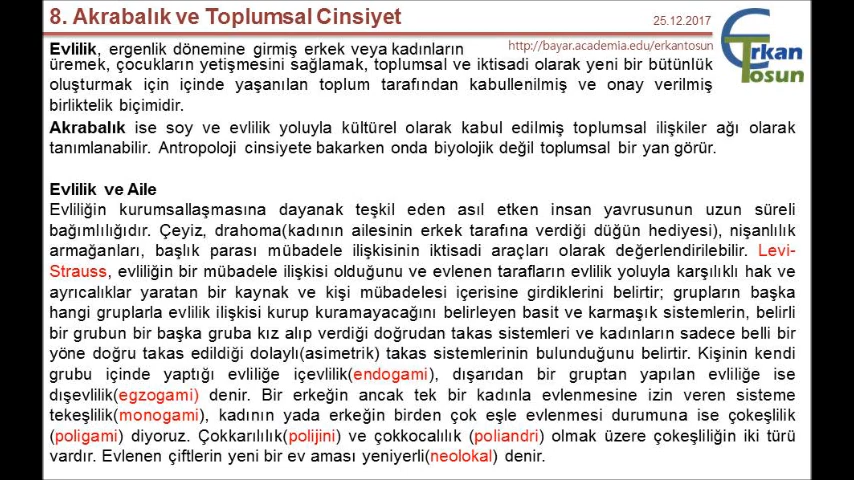 8. Akrabalık ve Toplumsal Cinsiyet
25.12.2017
http://bayar.academia.edu/erkantosun
Erkan
Tosun
Evlilik, ergenlik dönemine girmiş erkek veya kadınların
üremek, çocukların yetişmesini sağlamak, toplumsal ve iktisadi olarak yeni bir bütünlük
oluşturmak için içinde yaşanılan toplum tarafından kabullenilmiş ve onay verilmiş
birliktelik biçimidir.
Akrabalık ise soy ve evlilik yoluyla kültürel olarak kabul edilmiş toplumsal ilişkiler ağı olarak
tanımlanabilir. Antropoloji cinsiyete bakarken onda biyolojik değil toplumsal bir yan görür.
Evlilik ve Aile
Evliliğin kurumsallaşmasına dayanak teşkil eden asıl etken insan yavrusunun uzun süreli
bağımlılığıdır. Çeyiz, drahoma(kadının ailesinin erkek tarafına verdiği düğün hediyesi), nişanlılık
armağanları, başlık parası mübadele ilişkisinin iktisadi araçları olarak değerlendirilebilir. Levi-
Strauss, evliliğin bir mübadele ilişkisi olduğunu ve evlenen tarafların evlilik yoluyla karşılıklı hak ve
ayrıcalıklar yaratan bir kaynak ve kişi mübadelesi içerisine girdiklerini belirtir; grupların başka
hangi gruplarla evlilik ilişkisi kurup kuramayacağını belirleyen basit ve karmaşık sistemlerin, belirli
bir grubun bir başka gruba kız alıp verdiği doğrudan takas sistemleri ve kadınların sadece belli bir
yöne doğru takas edildiği dolaylı(asimetrik) takas sistemlerinin bulunduğunu belirtir. Kişinin kendi
grubu içinde yaptığı evliliğe içevlilik(endogami), dışarıdan bir gruptan yapılan evliliğe ise
dışevlilik(egzogami) denir. Bir erkeğin ancak tek bir kadınla evlenmesine izin veren sisteme
tekeşlilik(monogami), kadının yada erkeğin birden çok eşle evlenmesi durumuna ise çokeşlilik
(poligami) diyoruz. Çokkarılılık(polijini) ve çokkocalılık (poliandri) olmak üzere çokeşliliğin iki türü
vardır. Evlenen çiftlerin yeni bir ev aması yeniyerli(neolokal) denir.